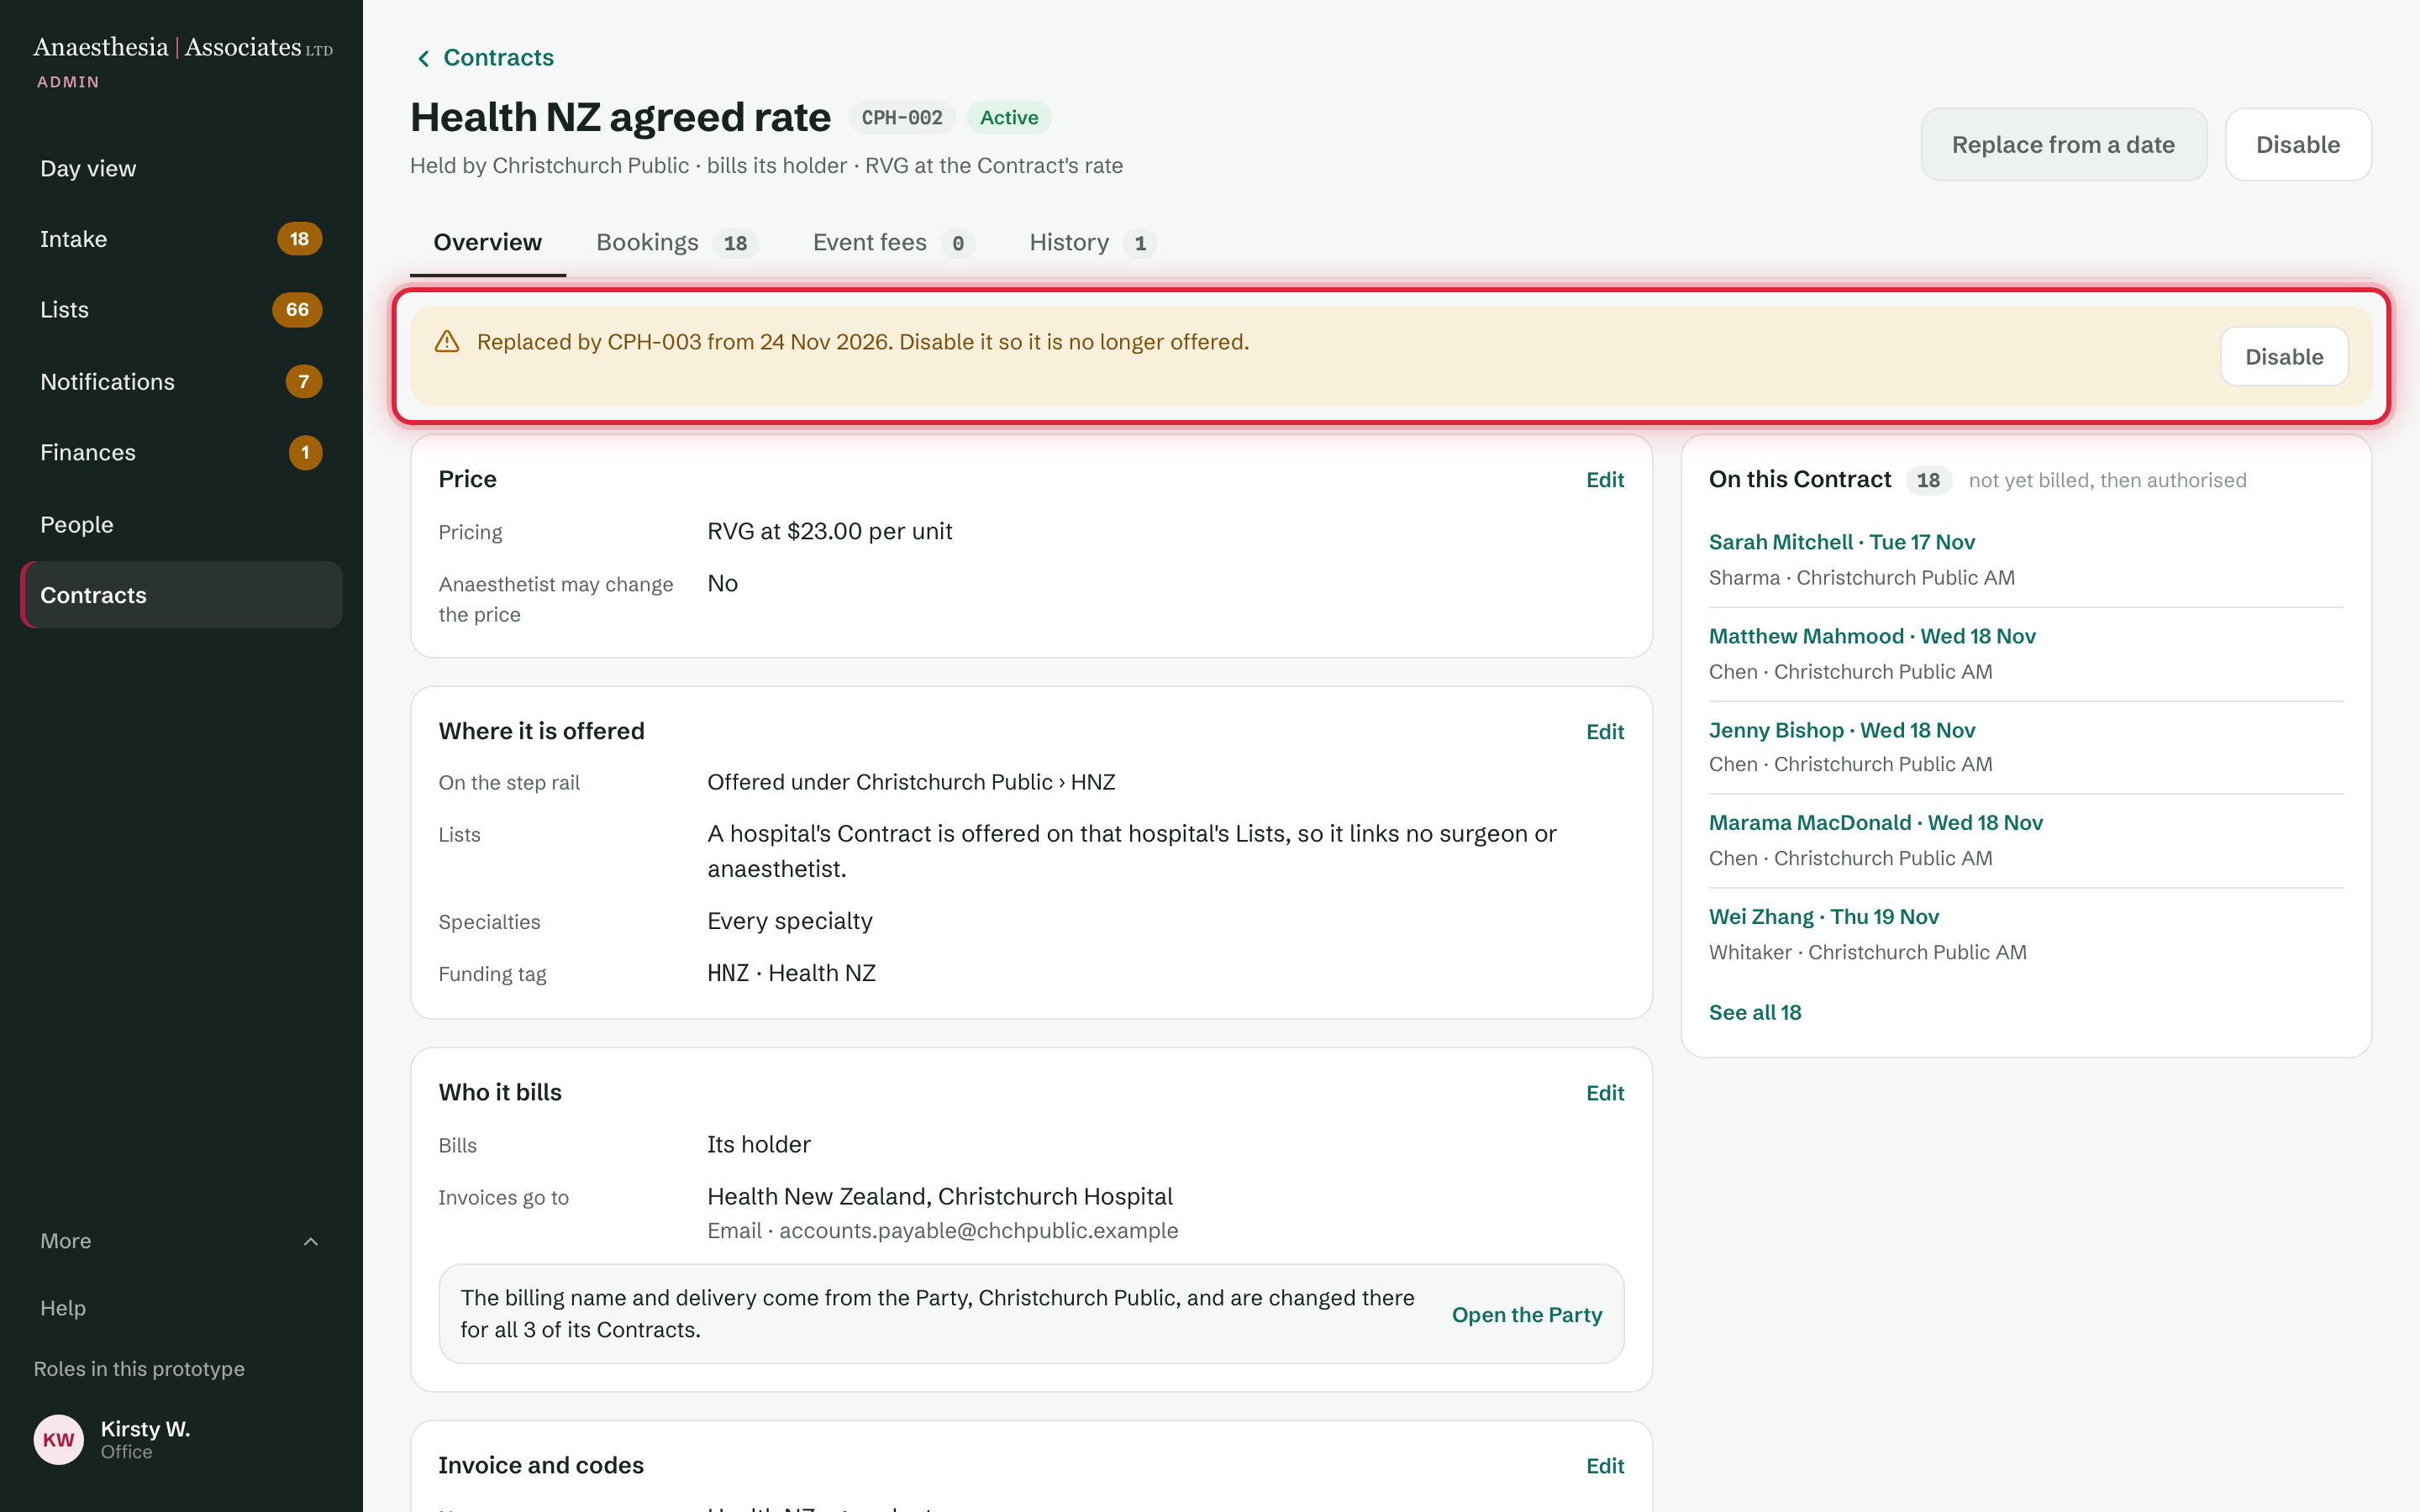 Anaesthesia | Associates LTD
ADMIN
Day view
Intake 18
Lists 66
Notifications 7
Finances 1
People
Contracts
More
Help
Roles in this prototype
KW
Kirsty W.
Office
Contracts
Health NZ agreed rate CPH-002 Active
Held by Christchurch Public · bills its holder · RVG at the Contract's rate
Replace from a date
Disable
Overview
Bookings 18
Event fees 0
History 1
Replaced by CPH-003 from 24 Nov 2026. Disable it so it is no longer offered.
Disable
Price
Edit
Pricing
RVG at $23.00 per unit
Anaesthetist may change
the price
No
Where it is offered
Edit
On the step rail
Offered under Christchurch Public › HNZ
Lists
A hospital's Contract is offered on that hospital's Lists, so it links no surgeon or
anaesthetist.
Specialties
Every specialty
Funding tag
HNZ · Health NZ
Who it bills
Edit
Bills
Its holder
Invoices go to
Health New Zealand, Christchurch Hospital
Email · accounts.payable@chchpublic.example
The billing name and delivery come from the Party, Christchurch Public, and are changed there
for all 3 of its Contracts.
Open the Party
Invoice and codes
Edit
On this Contract 18 not yet billed, then authorised
Sarah Mitchell · Tue 17 Nov
Sharma · Christchurch Public AM
Matthew Mahmood · Wed 18 Nov
Chen · Christchurch Public AM
Jenny Bishop · Wed 18 Nov
Chen · Christchurch Public AM
Marama MacDonald · Wed 18 Nov
Chen · Christchurch Public AM
Wei Zhang · Thu 19 Nov
Whitaker · Christchurch Public AM
See all 18